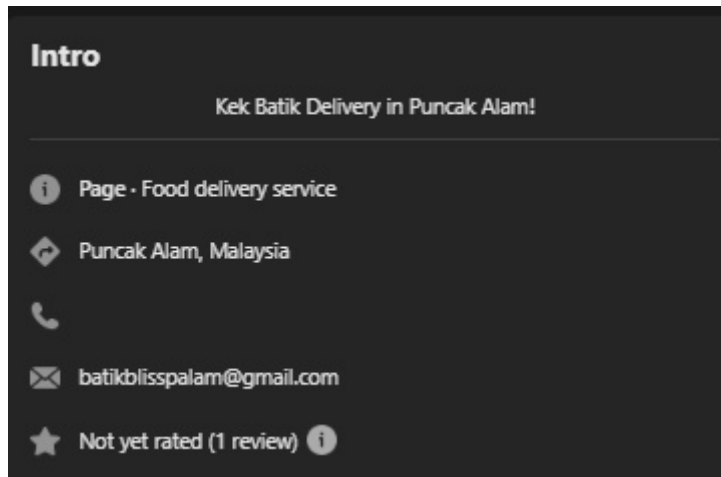 Intro
Kek Batik Delivery in Puncak Alam!
Page · Food delivery service
Puncak Alam, Malaysia
batikblisspalam@gmail.com
Not yet rated (1 review)